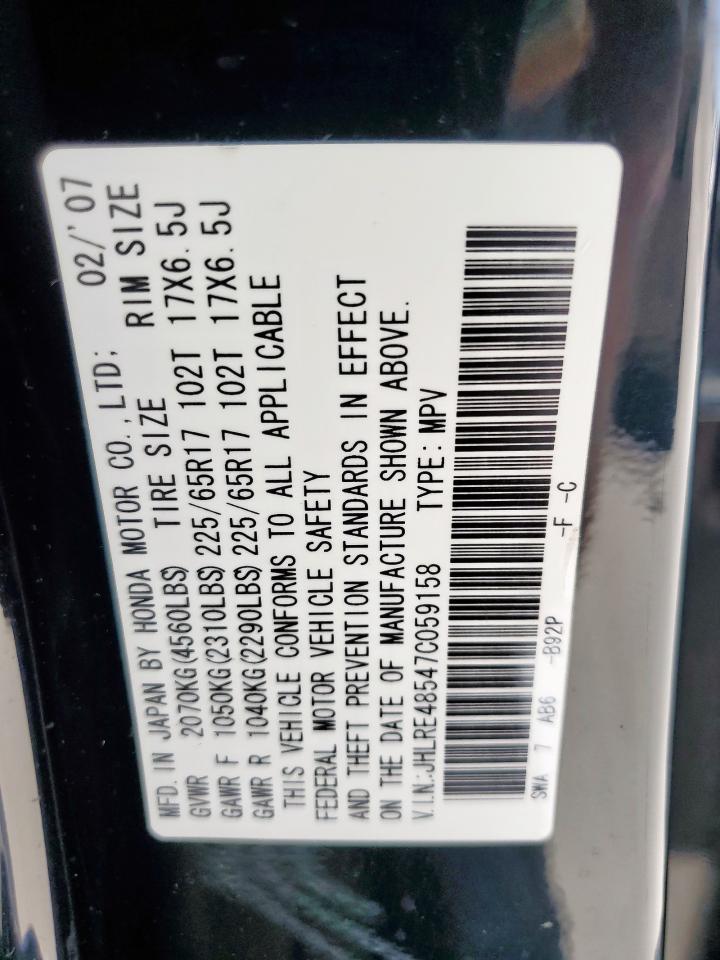 MFD. IN JAPAN BY HONDA MOTOR CO., LTD; 02/'07
TIRE SIZE RIM SIZE
GVWR 2070KG(4560LBS)
GAWR F 1050KG(2310LBS) 225/65R17 102T 17X6.5J
GAWR R 1040KG(2290LBS) 225/65R17 102T 17X6.5J
THIS VEHICLE CONFORMS TO ALL APPLICABLE
FEDERAL MOTOR VEHICLE SAFETY
AND THEFT PREVENTION STANDARDS IN EFFECT
ON THE DATE OF MANUFACTURE SHOWN ABOVE.
V.I.N.:JHLRE48547C059158 TYPE:MPV
SWA 7 AB6 -B92P -F -C